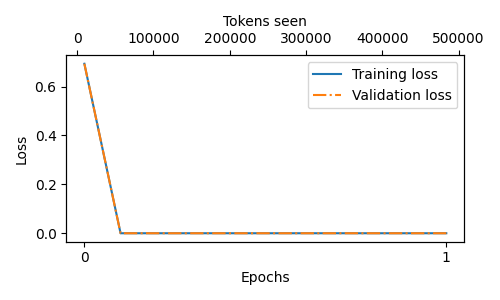 Tokens seen
0 100000 200000 300000 400000 500000
Training loss
Validation loss
0.6
0.4
0.2
0.0
Loss
0 1
Epochs